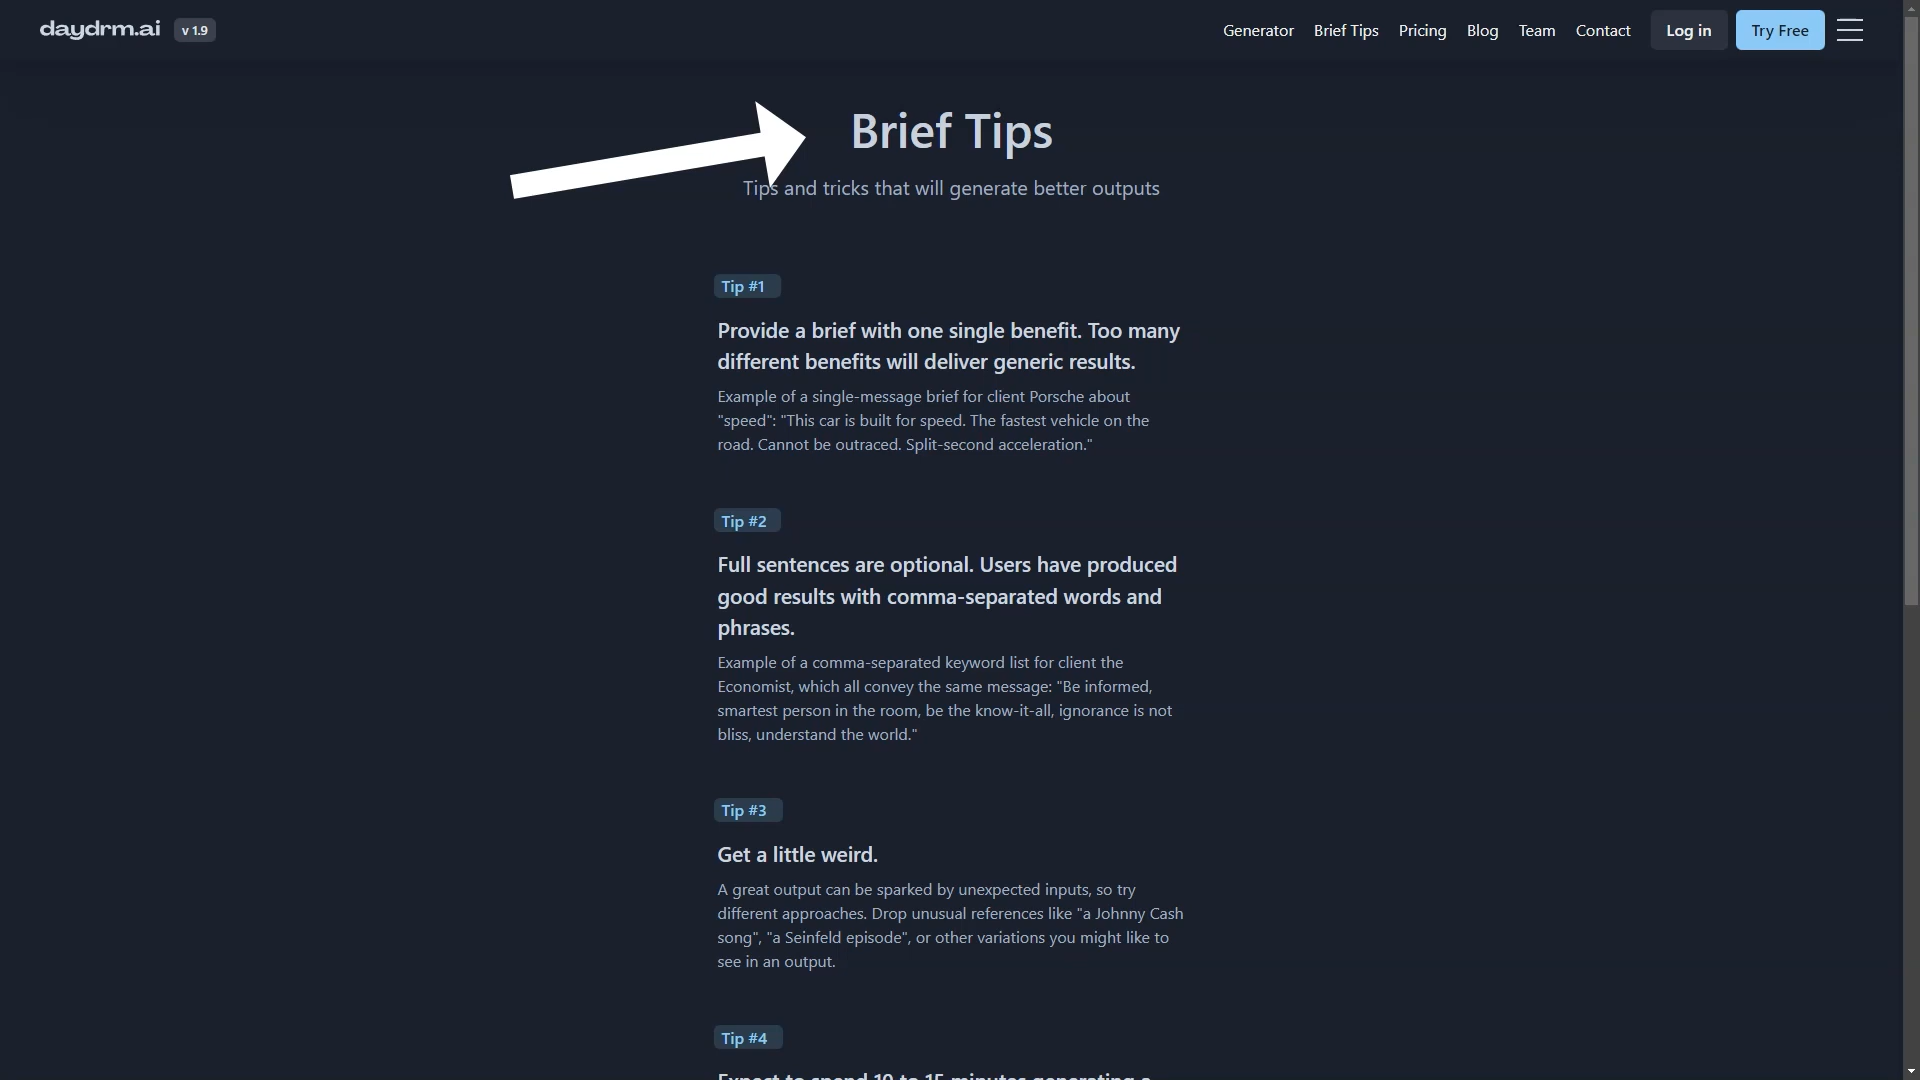 daydrm.ai
v 1.9
Generator
Brief Tips
Pricing
Blog
Team
Contact
Log in
Try Free
Brief Tips
Tips and tricks that will generate better outputs
Tip #1
Provide a brief with one single benefit. Too many
different benefits will deliver generic results.
Example of a single-message brief for client Porsche about
"speed": "This car is built for speed. The fastest vehicle on the
road. Cannot be outraced. Split-second acceleration."
Tip #2
Full sentences are optional. Users have produced
good results with comma-separated words and
phrases.
Example of a comma-separated keyword list for client the
Economist, which all convey the same message: "Be informed,
smartest person in the room, be the know-it-all, ignorance is not
bliss, understand the world."
Tip #3
Get a little weird.
A great output can be sparked by unexpected inputs, so try
different approaches. Drop unusual references like "a Johnny Cash
song", "a Seinfeld episode", or other variations you might like to
see in an output.
Tip #4
Expect to spend 10 to 15 minutes generating a